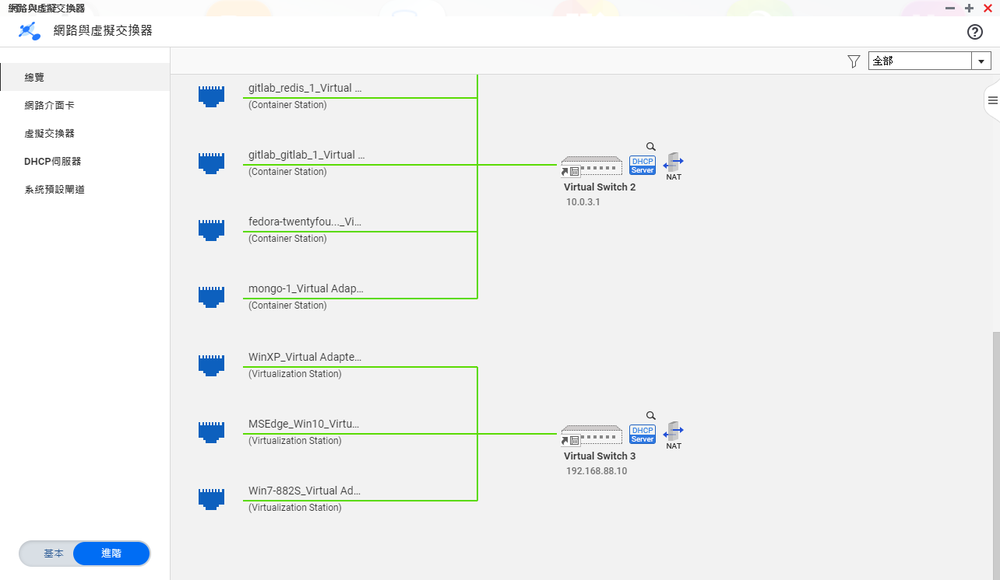 網路與虛擬交換器
網路與虛擬交換器
全部
總覽
網路介面卡
虛擬交換器
DHCP伺服器
系統預設閘道
gitlab_redis_1_Virtual ...
(Container Station)
gitlab_gitlab_1_Virtual ...
(Container Station)
DHCP
Server
NAT
Virtual Switch 2
10.0.3.1
fedora-twentyfou..._Vi...
(Container Station)
mongo-1_Virtual Adap...
(Container Station)
WinXP_Virtual Adapte...
(Virtualization Station)
MSEdge_Win10_Virtu...
(Virtualization Station)
DHCP
Server
NAT
Virtual Switch 3
192.168.88.10
Win7-882S_Virtual Ad...
(Virtualization Station)
基本
進階